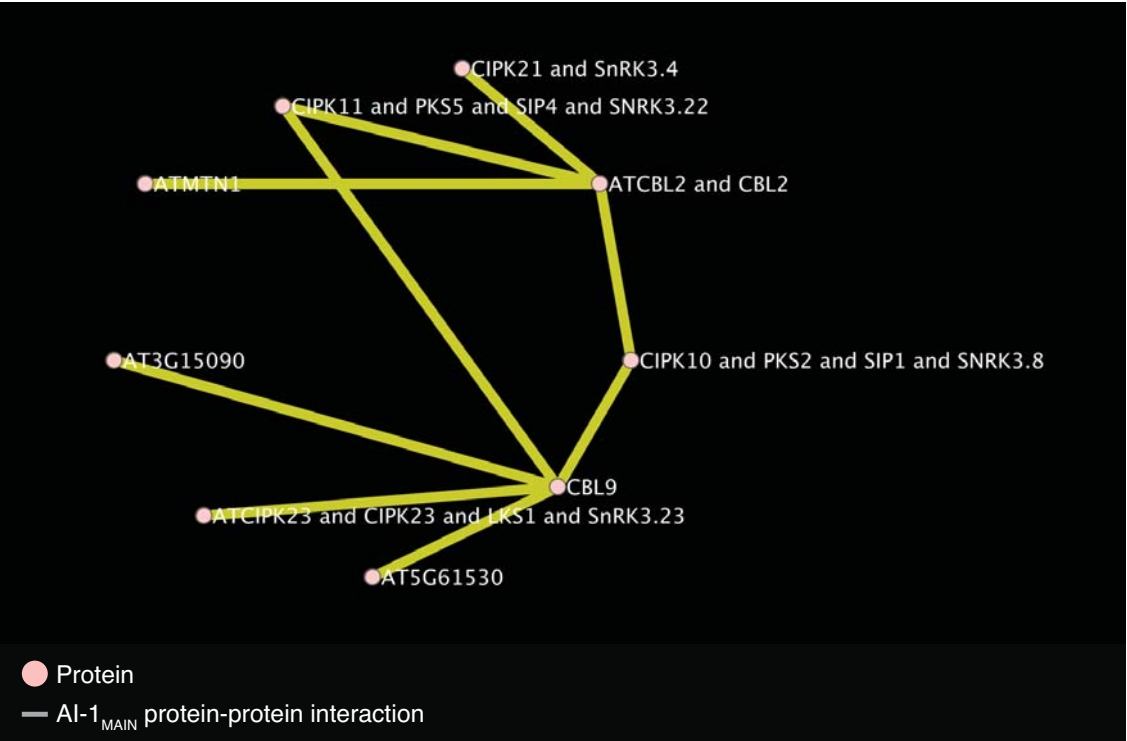 CIPK21 and SnRK3.4
CIPK11 and PKS5 and SIP4 and SNRK3.22
ATMTN1
ATCBL2 and CBL2
AT3G15090
CIPK10 and PKS2 and SIP1 and SNRK3.8
CBL9
ATCIPK23 and CIPK23 and LKS1 and SnRK3.23
AT5G61530
Protein
AI-1MAIN protein-protein interaction